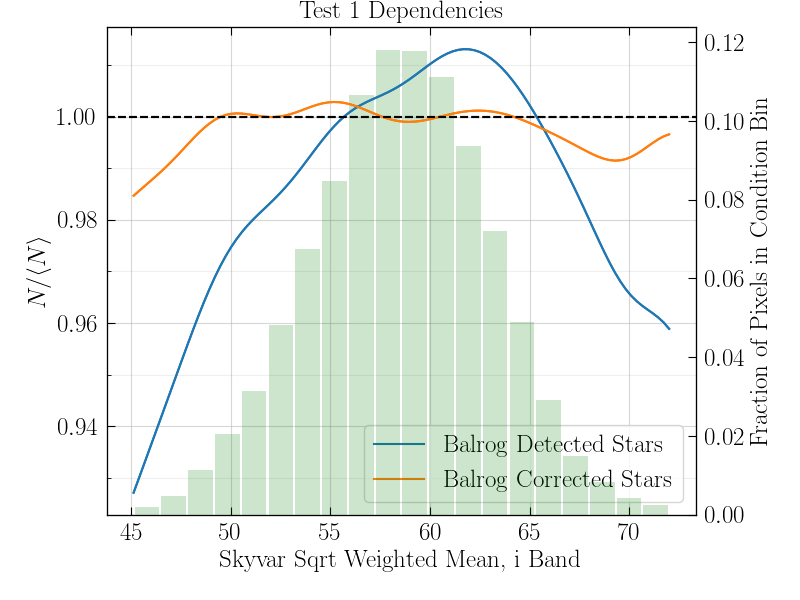 Test 1 Dependencies
1.00
0.98
0.96
0.94
N/⟨N⟩
0.12
0.10
0.08
0.06
0.04
0.02
0.00
Fraction of Pixels in Condition Bin
Balrog Detected Stars
Balrog Corrected Stars
45 50 55 60 65 70
Skyvar Sqrt Weighted Mean, i Band